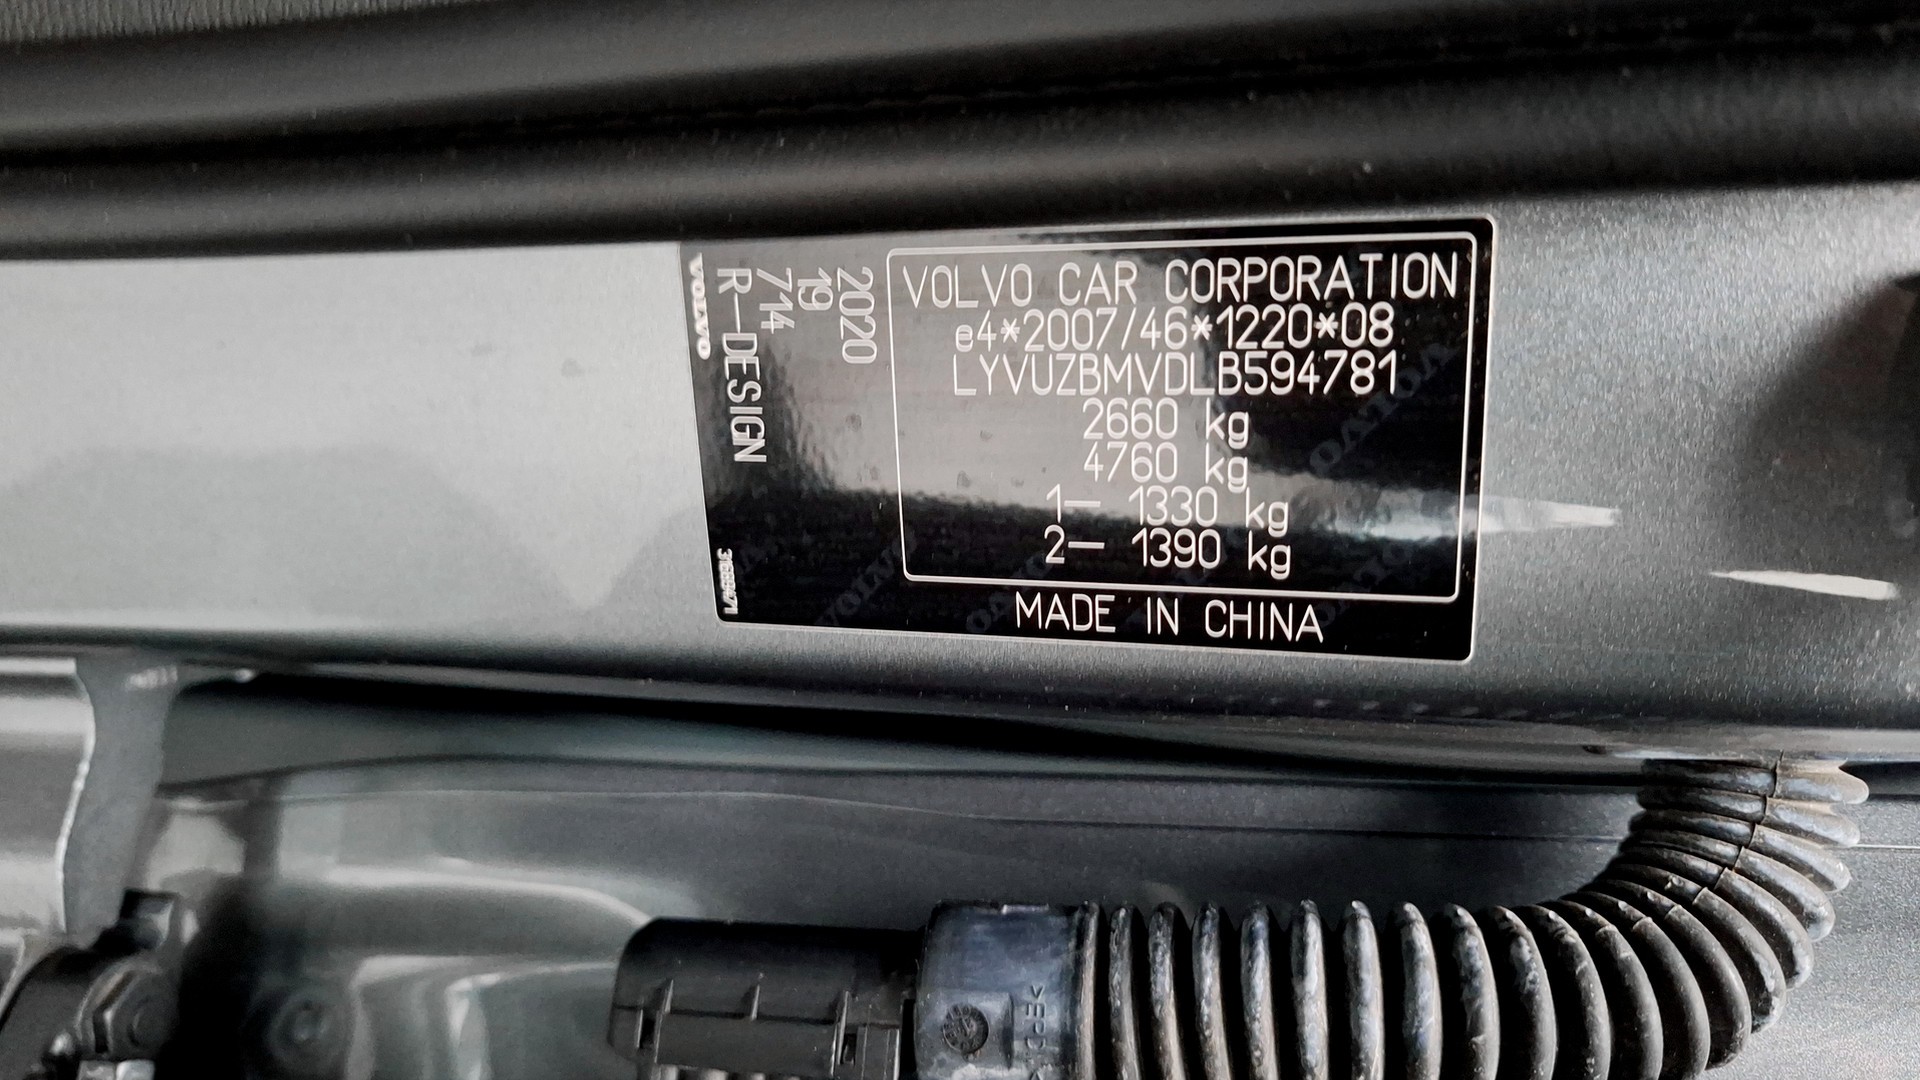 VOLVO CAR CORPORATION
e4*2007/46*1220*08
LYVUZBMVDLB594781
2660 kg
4760 kg
1— 1330 kg
2— 1390 kg
MADE IN CHINA
2020
19
714
R—DESIGN
VOLVO